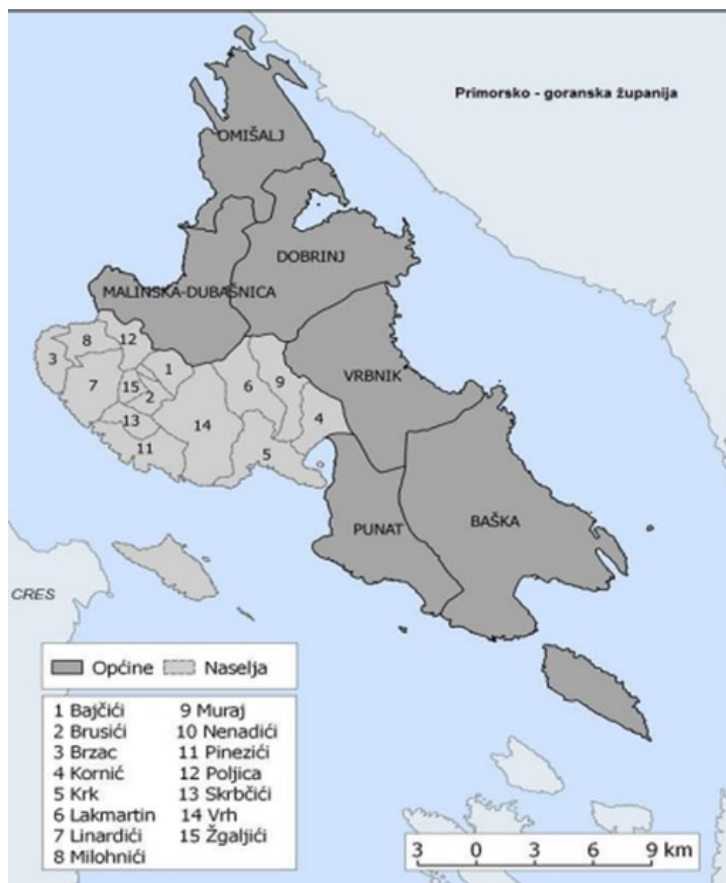 Primorsko - goranska županija
OMIŠALJ
DOBRINJ
MALINSKA-DUBAŠNICA
8
12
3
1
VRBNIK
7
15
2
6
9
13
14
4
11
5
PUNAT
BAŠKA
CRES
Općine
Naselja
1 Bajčići
2 Brusići
3 Brzac
4 Kornić
5 Krk
6 Lakmartin
7 Linardići
8 Milohnići
9 Muraj
10 Nenadići
11 Pinezići
12 Poljica
13 Skrbčići
14 Vrh
15 Žgaljići
3 0 6 9 km